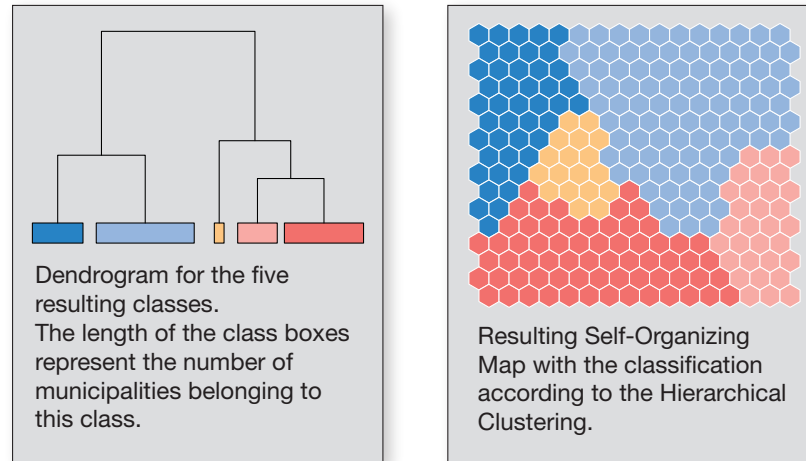 Dendrogram for the five
resulting classes.
The length of the class boxes
represent the number of
municipalities belonging to
this class.
Resulting Self-Organizing
Map with the classification
according to the Hierarchical
Clustering.